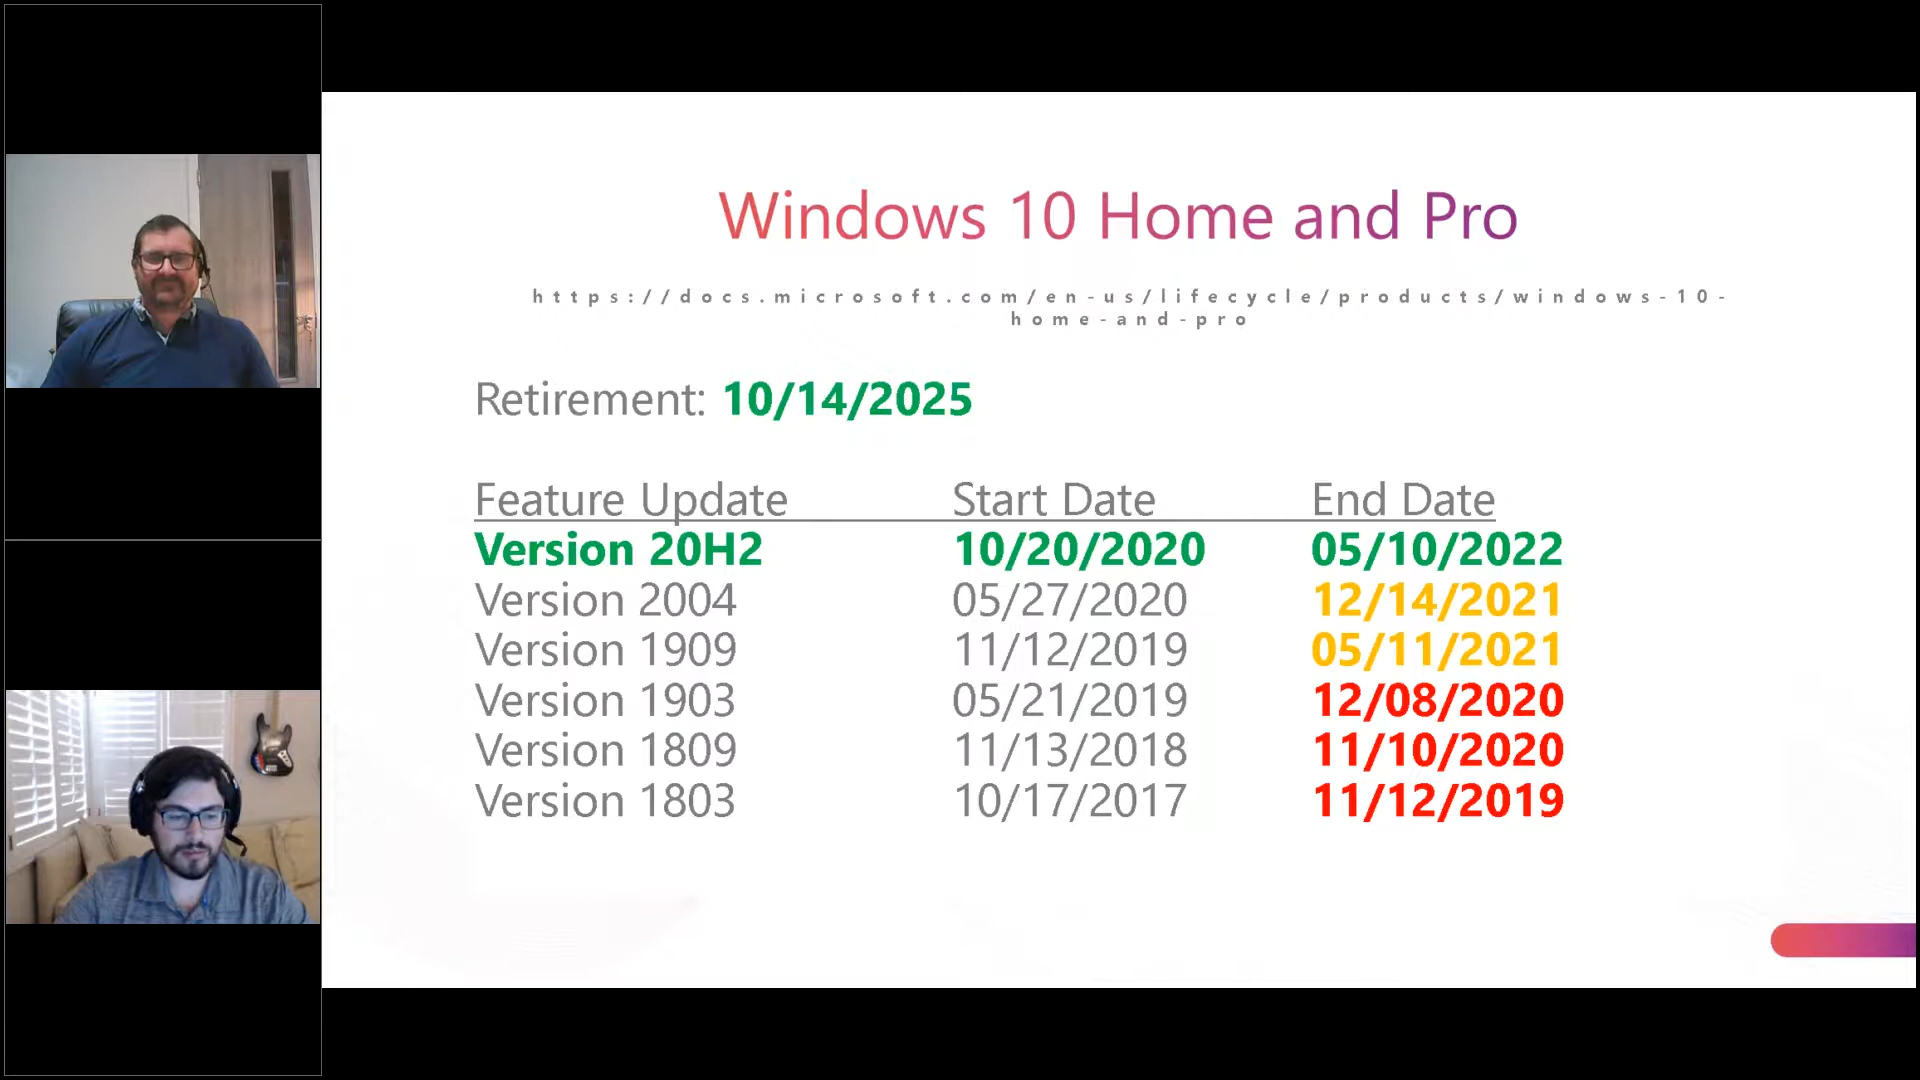 Windows 10 Home and Pro
https://docs.microsoft.com/en-us/lifecycle/products/windows-10-
home-and-pro
Retirement: 10/14/2025
Feature Update Start Date End Date
Version 20H2 10/20/2020 05/10/2022
Version 2004 05/27/2020 12/14/2021
Version 1909 11/12/2019 05/11/2021
Version 1903 05/21/2019 12/08/2020
Version 1809 11/13/2018 11/10/2020
Version 1803 10/17/2017 11/12/2019